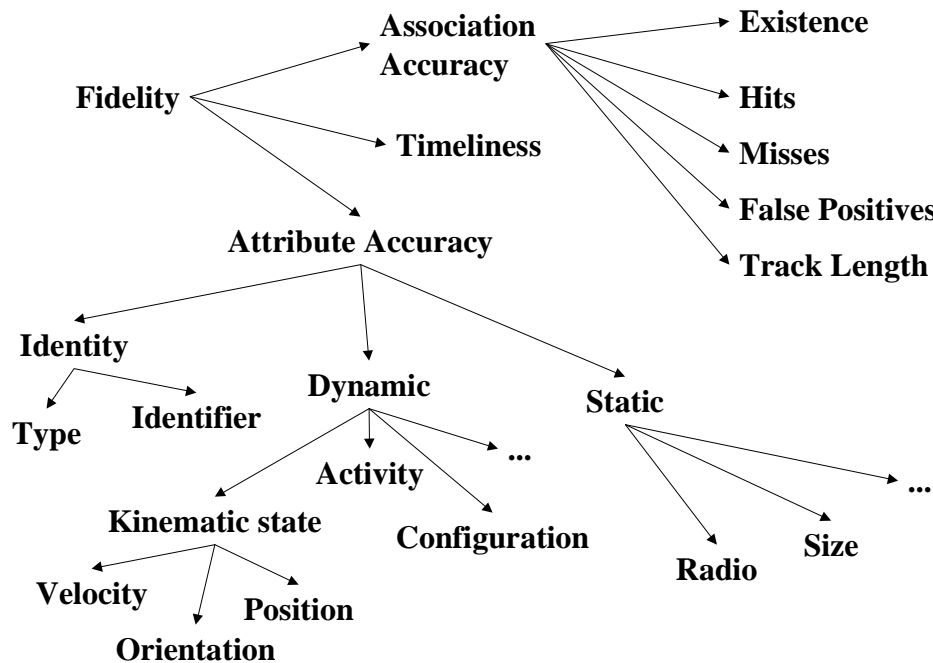 Association
Accuracy
Existence
Fidelity
Hits
Timeliness
Misses
False Positives
Attribute Accuracy
Track Length
Identity
Dynamic
Static
Type
Identifier
Activity
...
...
Kinematic state
Configuration
Radio
Size
Velocity
Position
Orientation